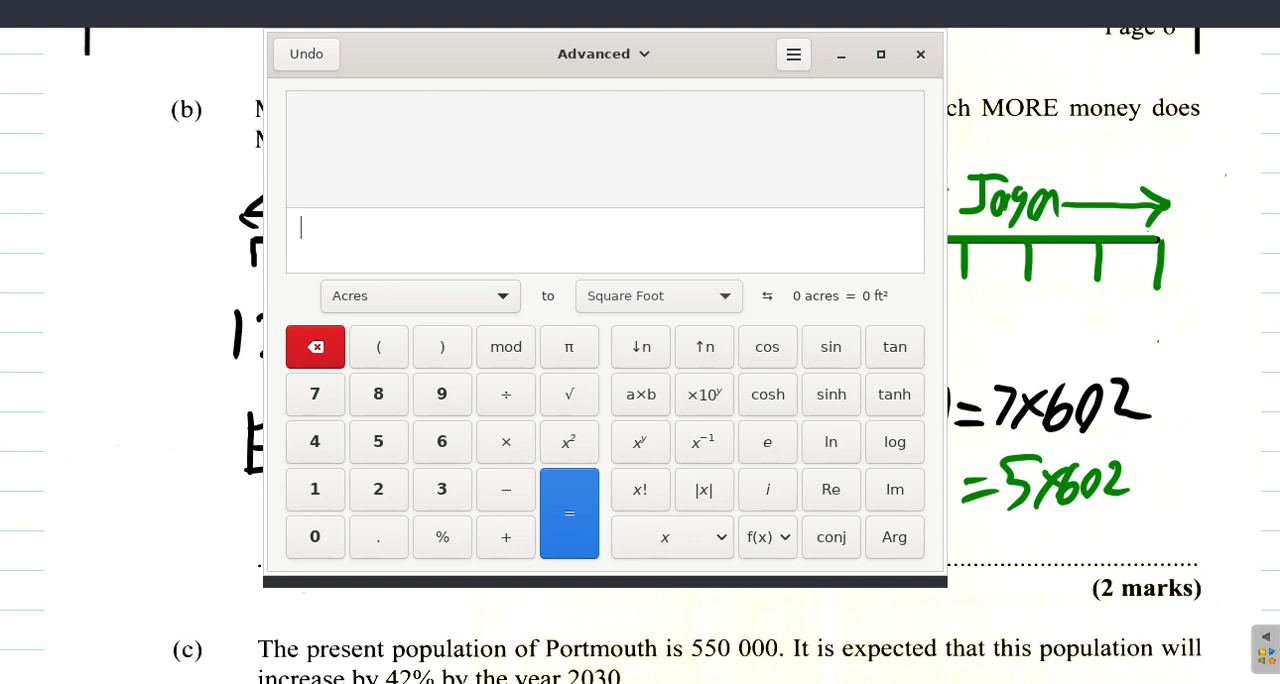 Page 6
Undo
Advanced
(b)
ch MORE money does
Jason
Acres
to
Square Foot
0 acres = 0 ft²
( ) mod π ↓n ↑n cos sin tan
7 8 9 ÷ √ a×b ×10ʸ cosh sinh tanh
=7×602
4 5 6 × x² xʸ x⁻¹ e ln log
1 2 3 − = x! |x| i Re Im
=5×602
0 . % + x f(x) conj Arg
(2 marks)
(c) The present population of Portmouth is 550 000. It is expected that this population will
increase by 42% by the year 2030